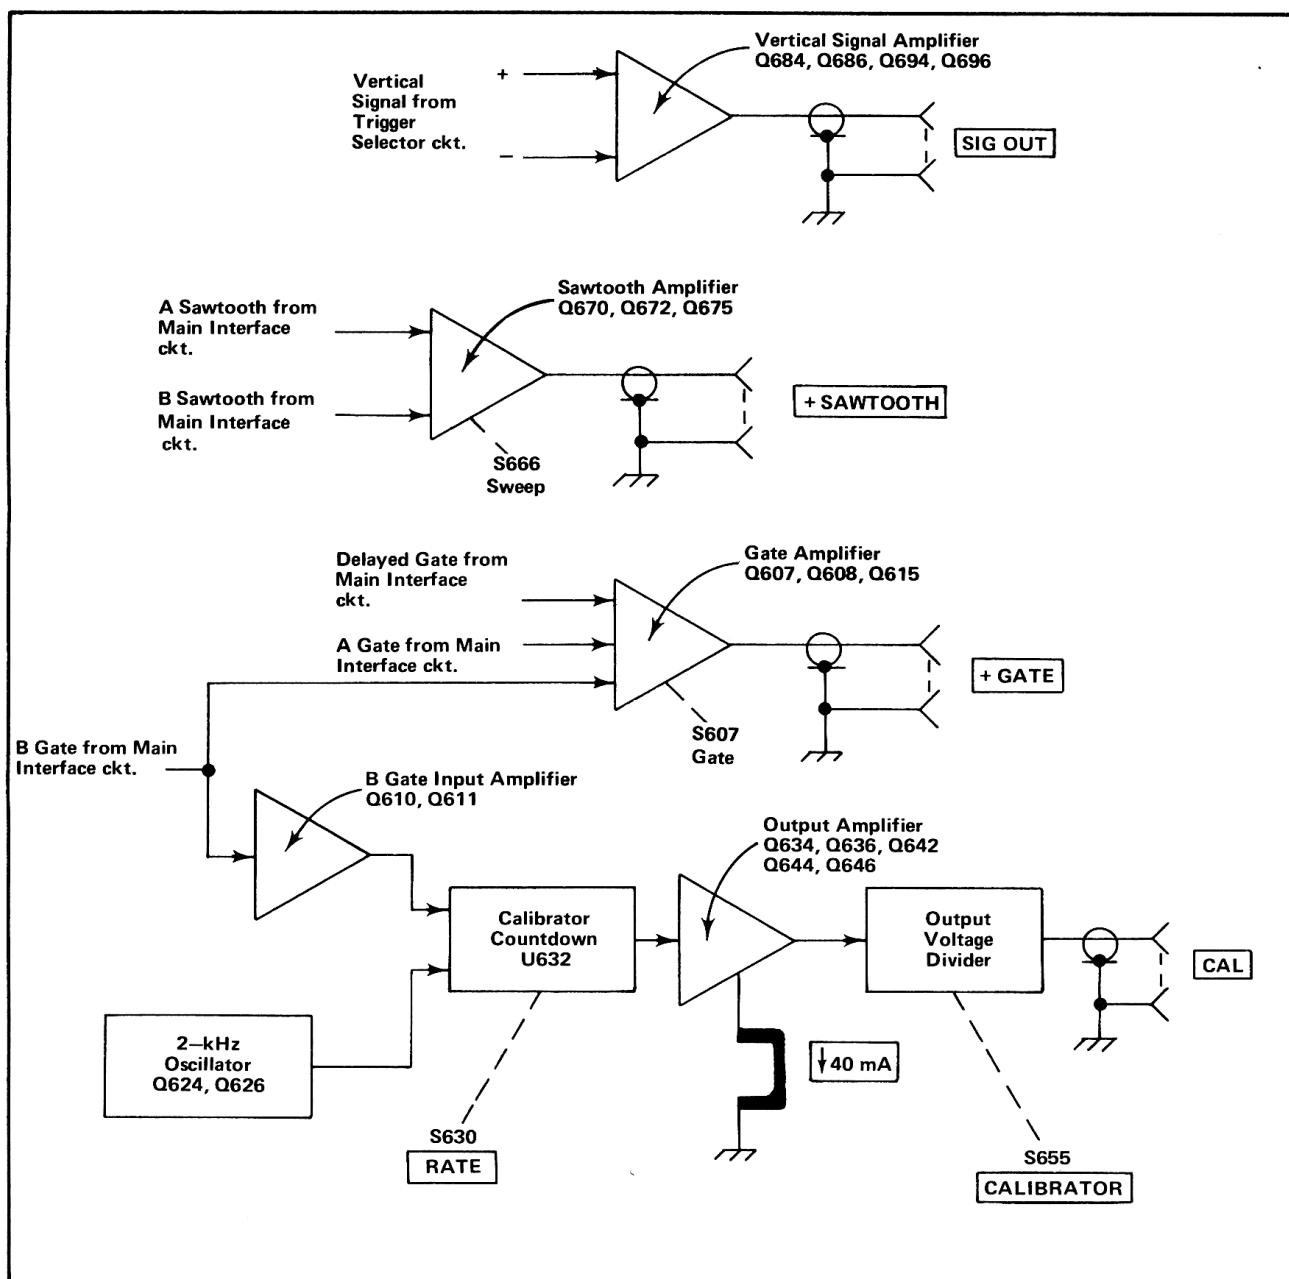 Vertical Signal Amplifier
Q684, Q686, Q694, Q696
Vertical
Signal from
Trigger
Selector ckt.
+
−
SIG OUT
Sawtooth Amplifier
Q670, Q672, Q675
A Sawtooth from
Main Interface
ckt.
B Sawtooth from
Main Interface
ckt.
+ SAWTOOTH
S666
Sweep
Delayed Gate from
Main Interface
ckt.
Gate Amplifier
Q607, Q608, Q615
A Gate from Main
Interface ckt.
+ GATE
S607
Gate
B Gate from Main
Interface ckt.
B Gate Input Amplifier
Q610, Q611
Output Amplifier
Q634, Q636, Q642
Q644, Q646
Calibrator
Countdown
U632
Output
Voltage
Divider
CAL
2–kHz
Oscillator
Q624, Q626
↓40 mA
S630
RATE
S655
CALIBRATOR